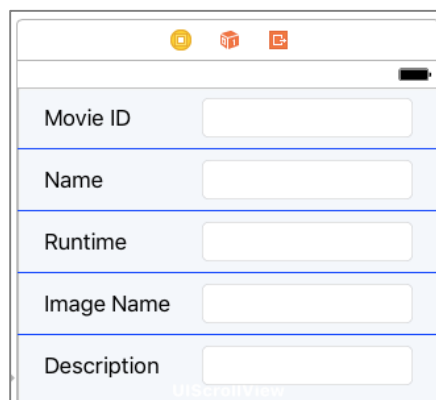 Movie ID
Name
Runtime
Image Name
Description
UIScrollView